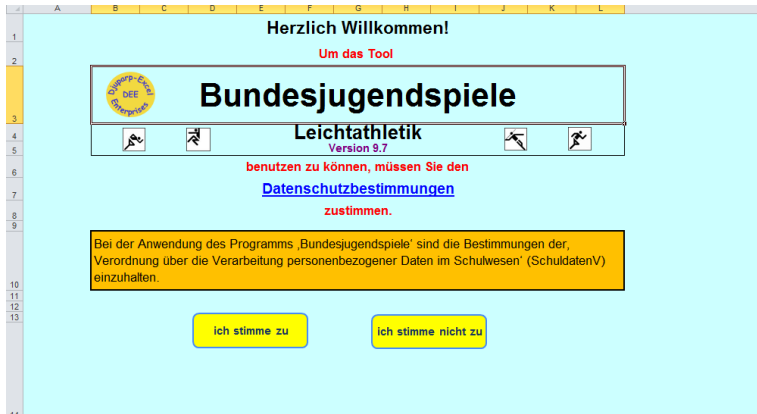 A B C D E F G H I J K L
1 Herzlich Willkommen!
2 Um das Tool
Djuparp-Excel
DEE
Enterprises
3 Bundesjugendspiele
4 Leichtathletik
5 Version 9.7
6 benutzen zu können, müssen Sie den
7 Datenschutzbestimmungen
8 zustimmen.
9
Bei der Anwendung des Programms ‚Bundesjugendspiele' sind die Bestimmungen der‚
Verordnung über die Verarbeitung personenbezogener Daten im Schulwesen' (SchuldatenV)
10 einzuhalten.
11
12
13
ich stimme zu ich stimme nicht zu